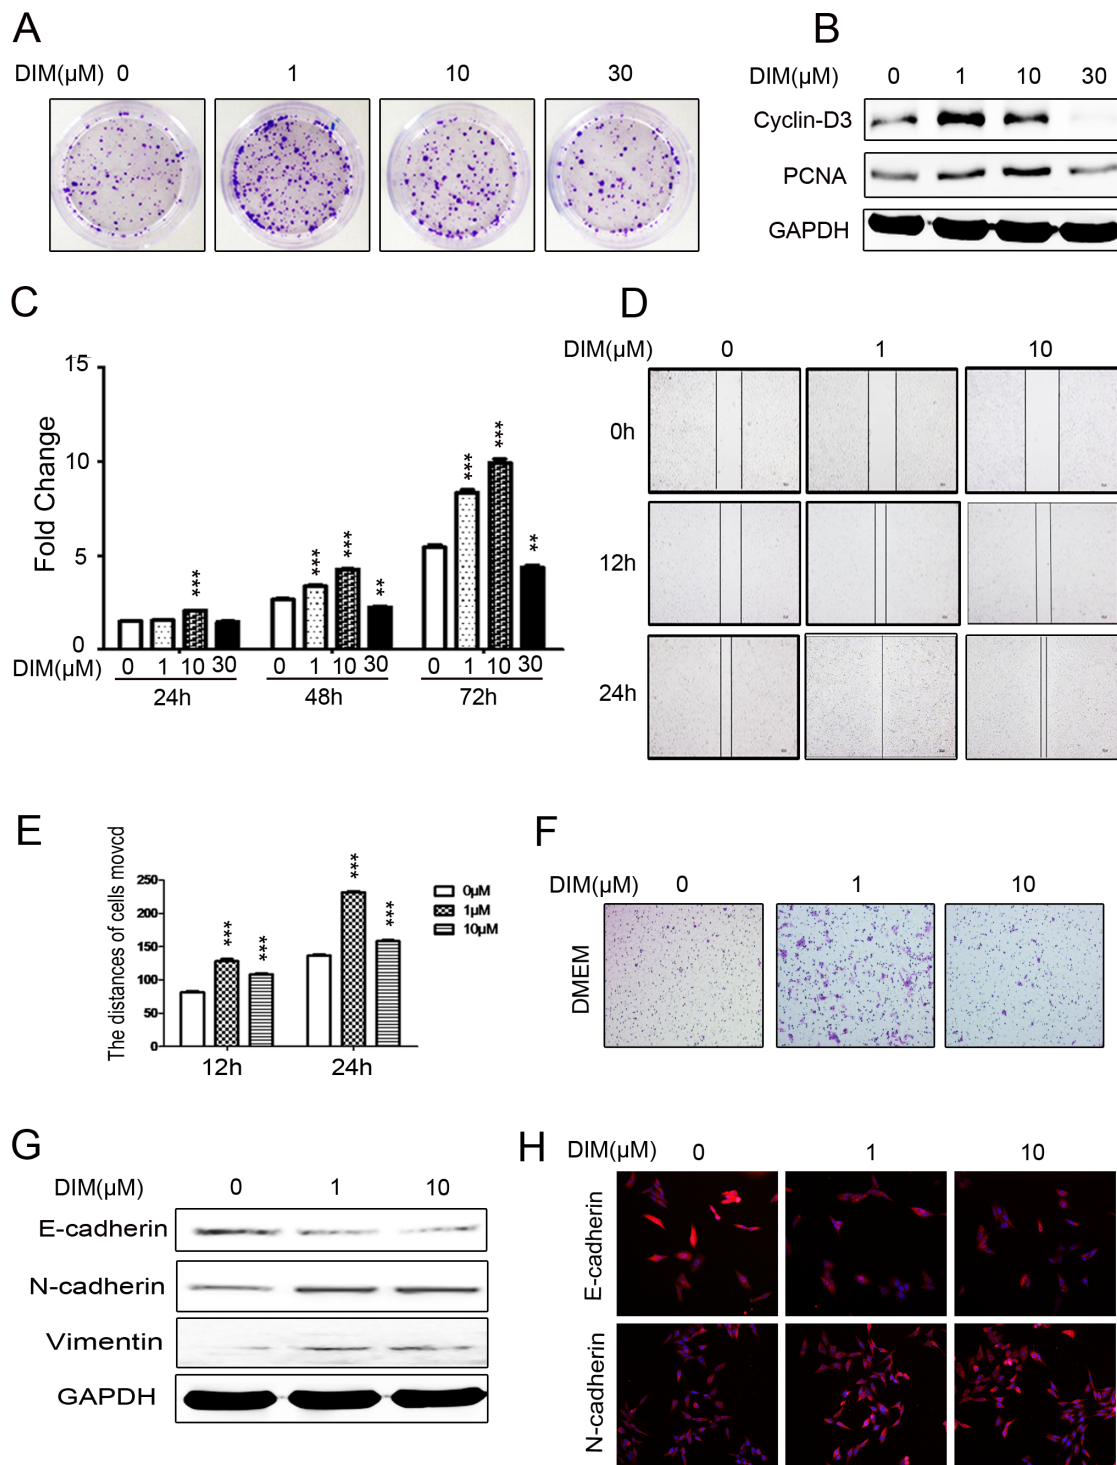 A
DIM(μM) 0 1 10 30
B
DIM(μM) 0 1 10 30
Cyclin-D3
PCNA
GAPDH
C
Fold Change
15
10
5
0
*** *** *** ** *** *** **
DIM(μM) 0 1 10 30 0 1 10 30 0 1 10 30
24h 48h 72h
D
DIM(μM) 0 1 10
0h
12h
24h
E
The distances of cells movcd
250
200
150
100
50
0
*** *** *** ***
12h 24h
0μM
1μM
10μM
F
DIM(μM) 0 1 10
DMEM
G
DIM(μM) 0 1 10
E-cadherin
N-cadherin
Vimentin
GAPDH
H
DIM(μM) 0 1 10
E-cadherin
N-cadherin